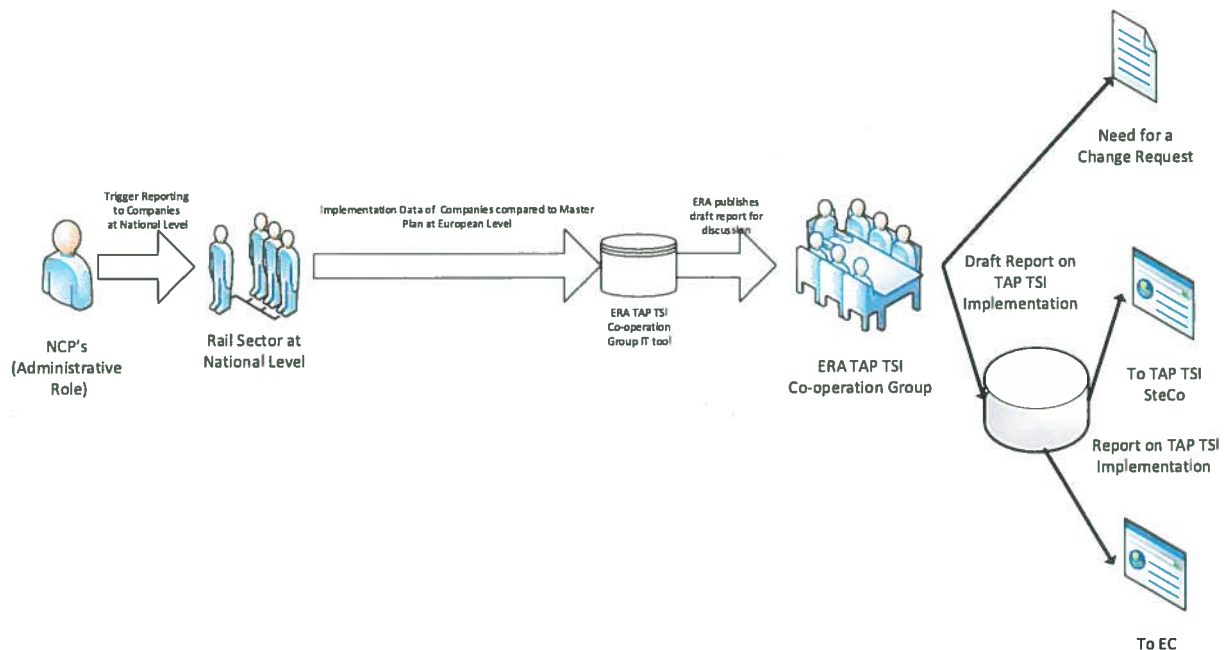 Need for a
Change Request
Trigger Reporting
to Companies
at National Level
Implementation Data of Companies compared to Master
Plan at European Level
ERA publishes
draft report for
discussion
NCP's
(Administrative
Role)
Rail Sector at
National Level
ERA TAP TSI
Co-operation
Group IT tool
ERA TAP TSI
Co-operation Group
Draft Report on
TAP TSI
Implementation
To TAP TSI
SteCo
Report on TAP TSI
Implementation
To EC